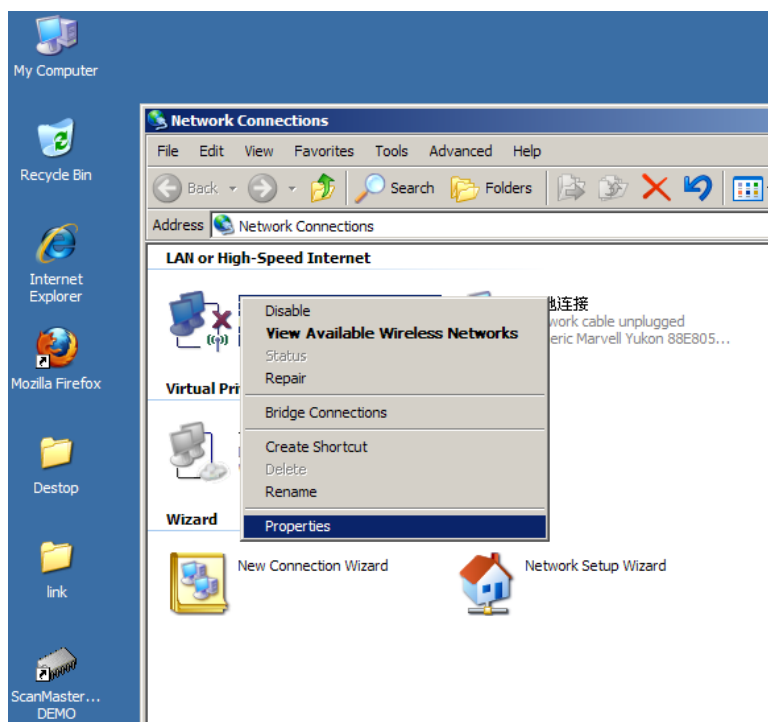 My Computer
Recycle Bin
Internet
Explorer
Mozilla Firefox
Destop
link
ScanMaster...
DEMO
Network Connections
File Edit View Favorites Tools Advanced Help
Back Search Folders
Address Network Connections
LAN or High-Speed Internet
地连接
work cable unplugged
eric Marvell Yukon 88E805...
Disable
View Available Wireless Networks
Status
Repair
Bridge Connections
Create Shortcut
Delete
Rename
Properties
Virtual Pri
Wizard
New Connection Wizard
Network Setup Wizard